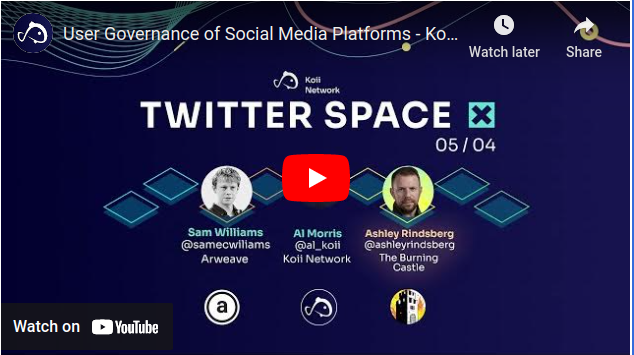 User Governance of Social Media Platforms - Ko...
Watch later
Share
Koii
Network
TWITTER SPACE
05 / 04
Sam Williams
@samecwilliams
Arweave
Al Morris
@al_koii
Koii Network
Ashley Rindsberg
@ashleyrindsberg
The Burning
Castle
a
Watch on YouTube